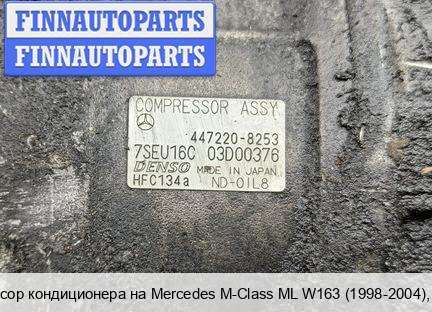 FINNAUTOPARTS
FINNAUTOPARTS
COMPRESSOR ASSY
447220-8253
7SEU16C 03D00376
DENSO MADE IN JAPAN
HFC134a ND-OIL8
сор кондиционера на Mercedes M-Class ML W163 (1998-2004),